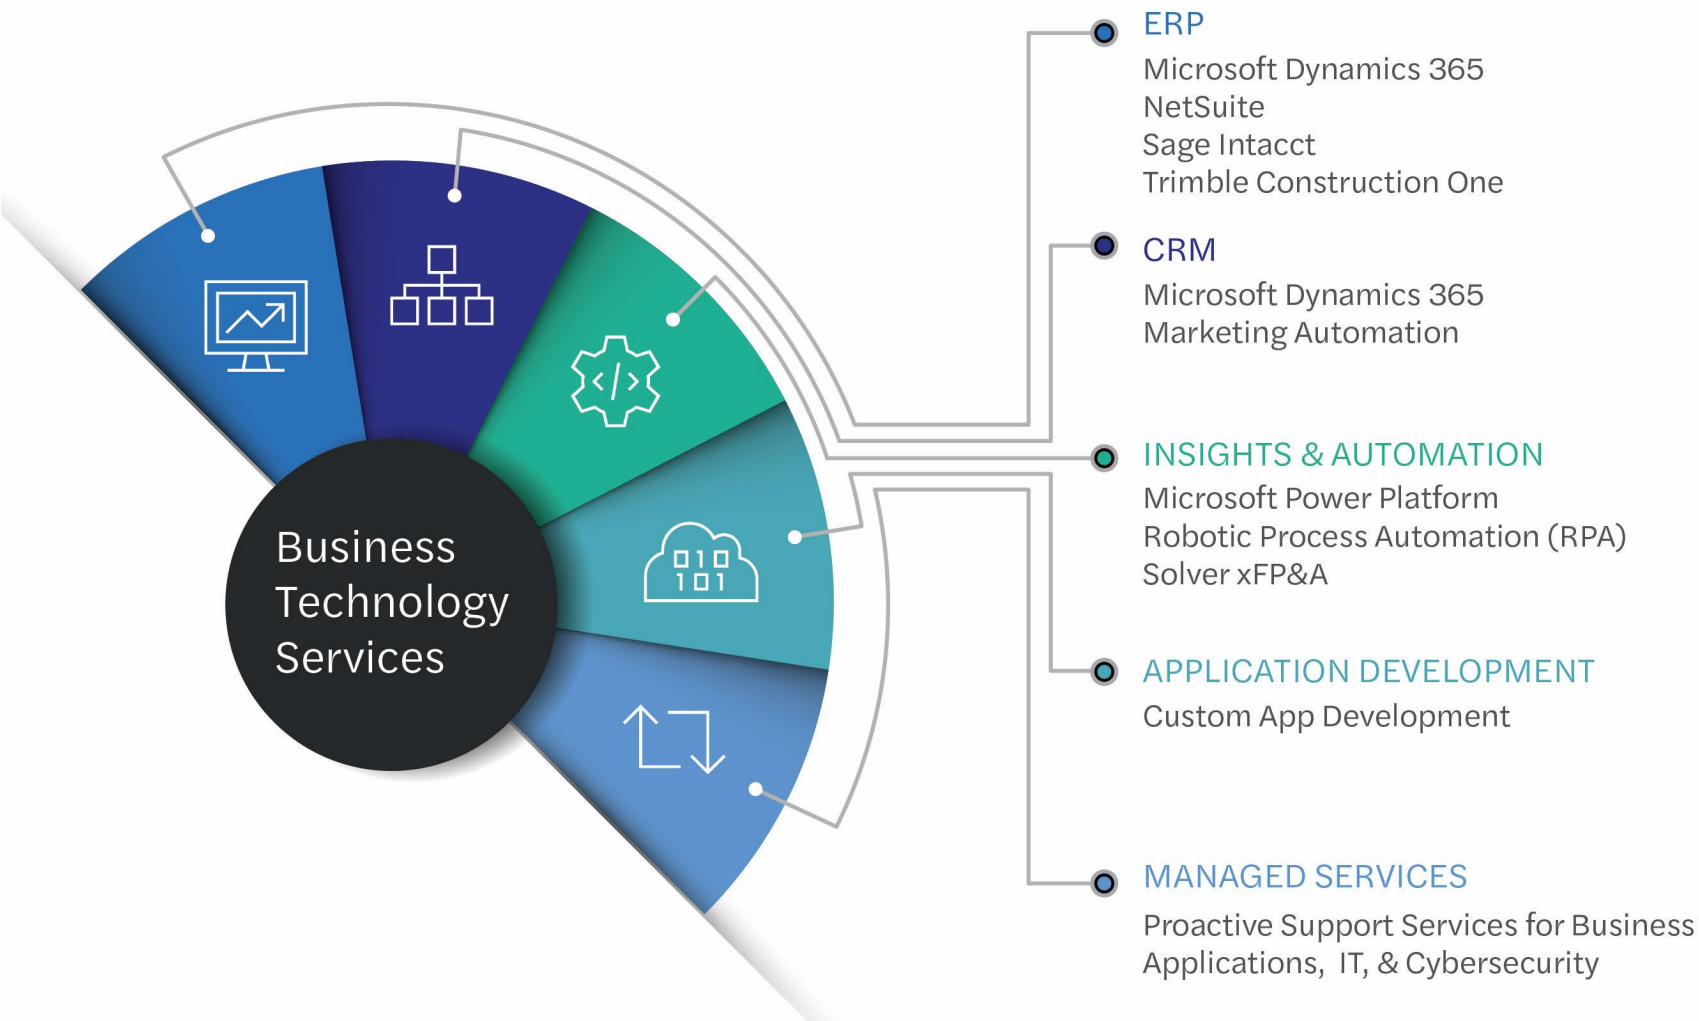 Business
Technology
Services
010
101
</>
ERP
Microsoft Dynamics 365
NetSuite
Sage Intacct
Trimble Construction One
CRM
Microsoft Dynamics 365
Marketing Automation
INSIGHTS & AUTOMATION
Microsoft Power Platform
Robotic Process Automation (RPA)
Solver xFP&A
APPLICATION DEVELOPMENT
Custom App Development
MANAGED SERVICES
Proactive Support Services for Business
Applications, IT, & Cybersecurity